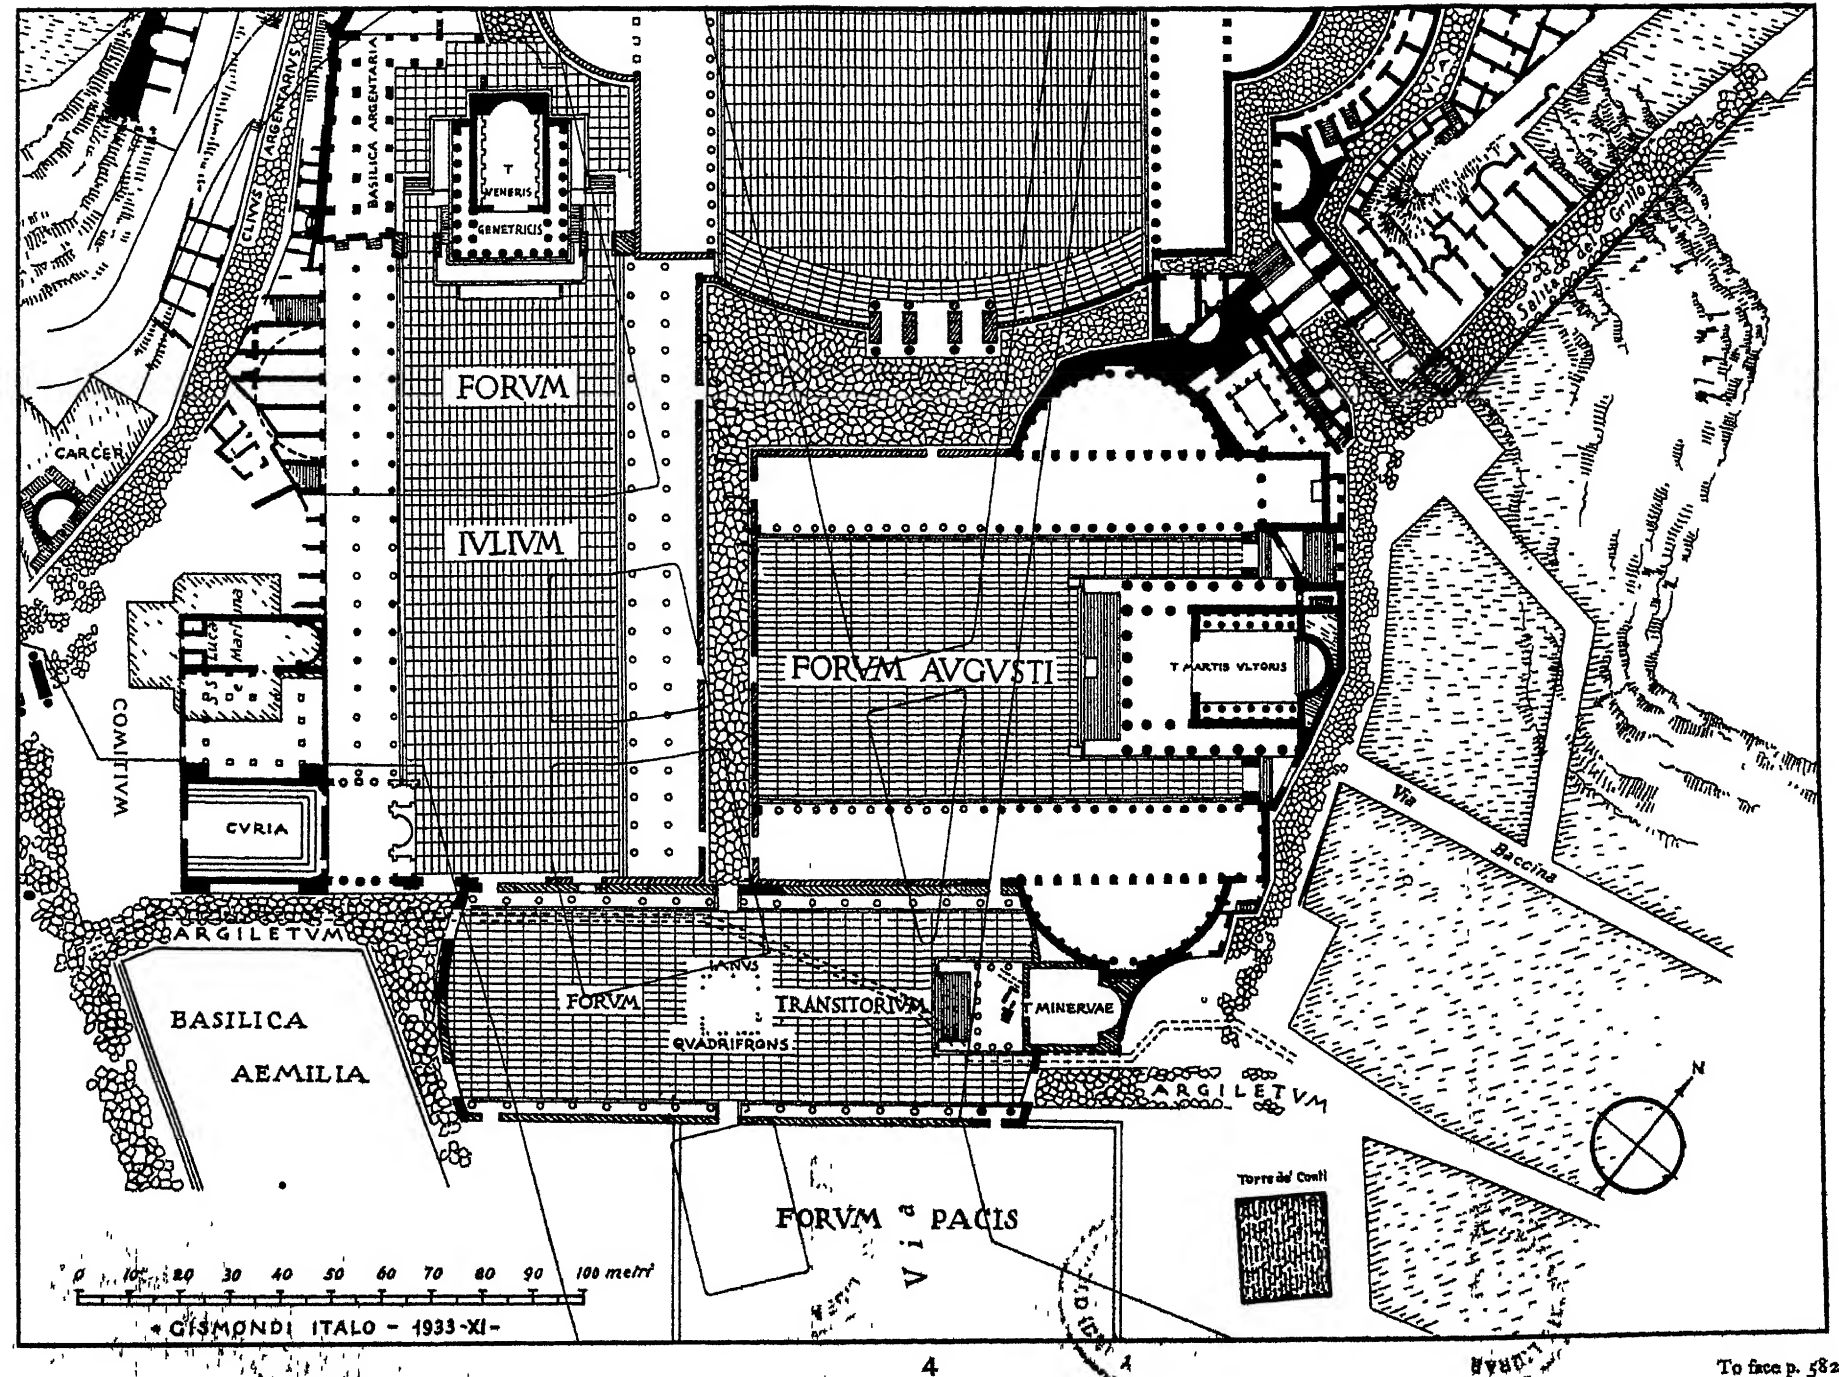 CLIVVS ARGENTARIVS
BASILICA ARGENTARIA
VIA
T
VENERIS
GENETRICIS
Salita del Grillo
FORVM
CARCER
IVLIVM
S S
Luca
e
Martina
COMITIVM
FORVM AVGVSTI
T MARTIS VLTORIS
CVRIA
Via Baccina
ARGILETVM
IANVS
FORVM TRANSITORIVM
QVADRIFRONS
T MINERVAE
BASILICA
AEMILIA
ARGILETVM
N
Torre de' Conti
FORVM PACIS
Via
0 10 20 30 40 50 60 70 80 90 100 metri
GISMONDI ITALO - 1933-XI-
4
To face p. 582